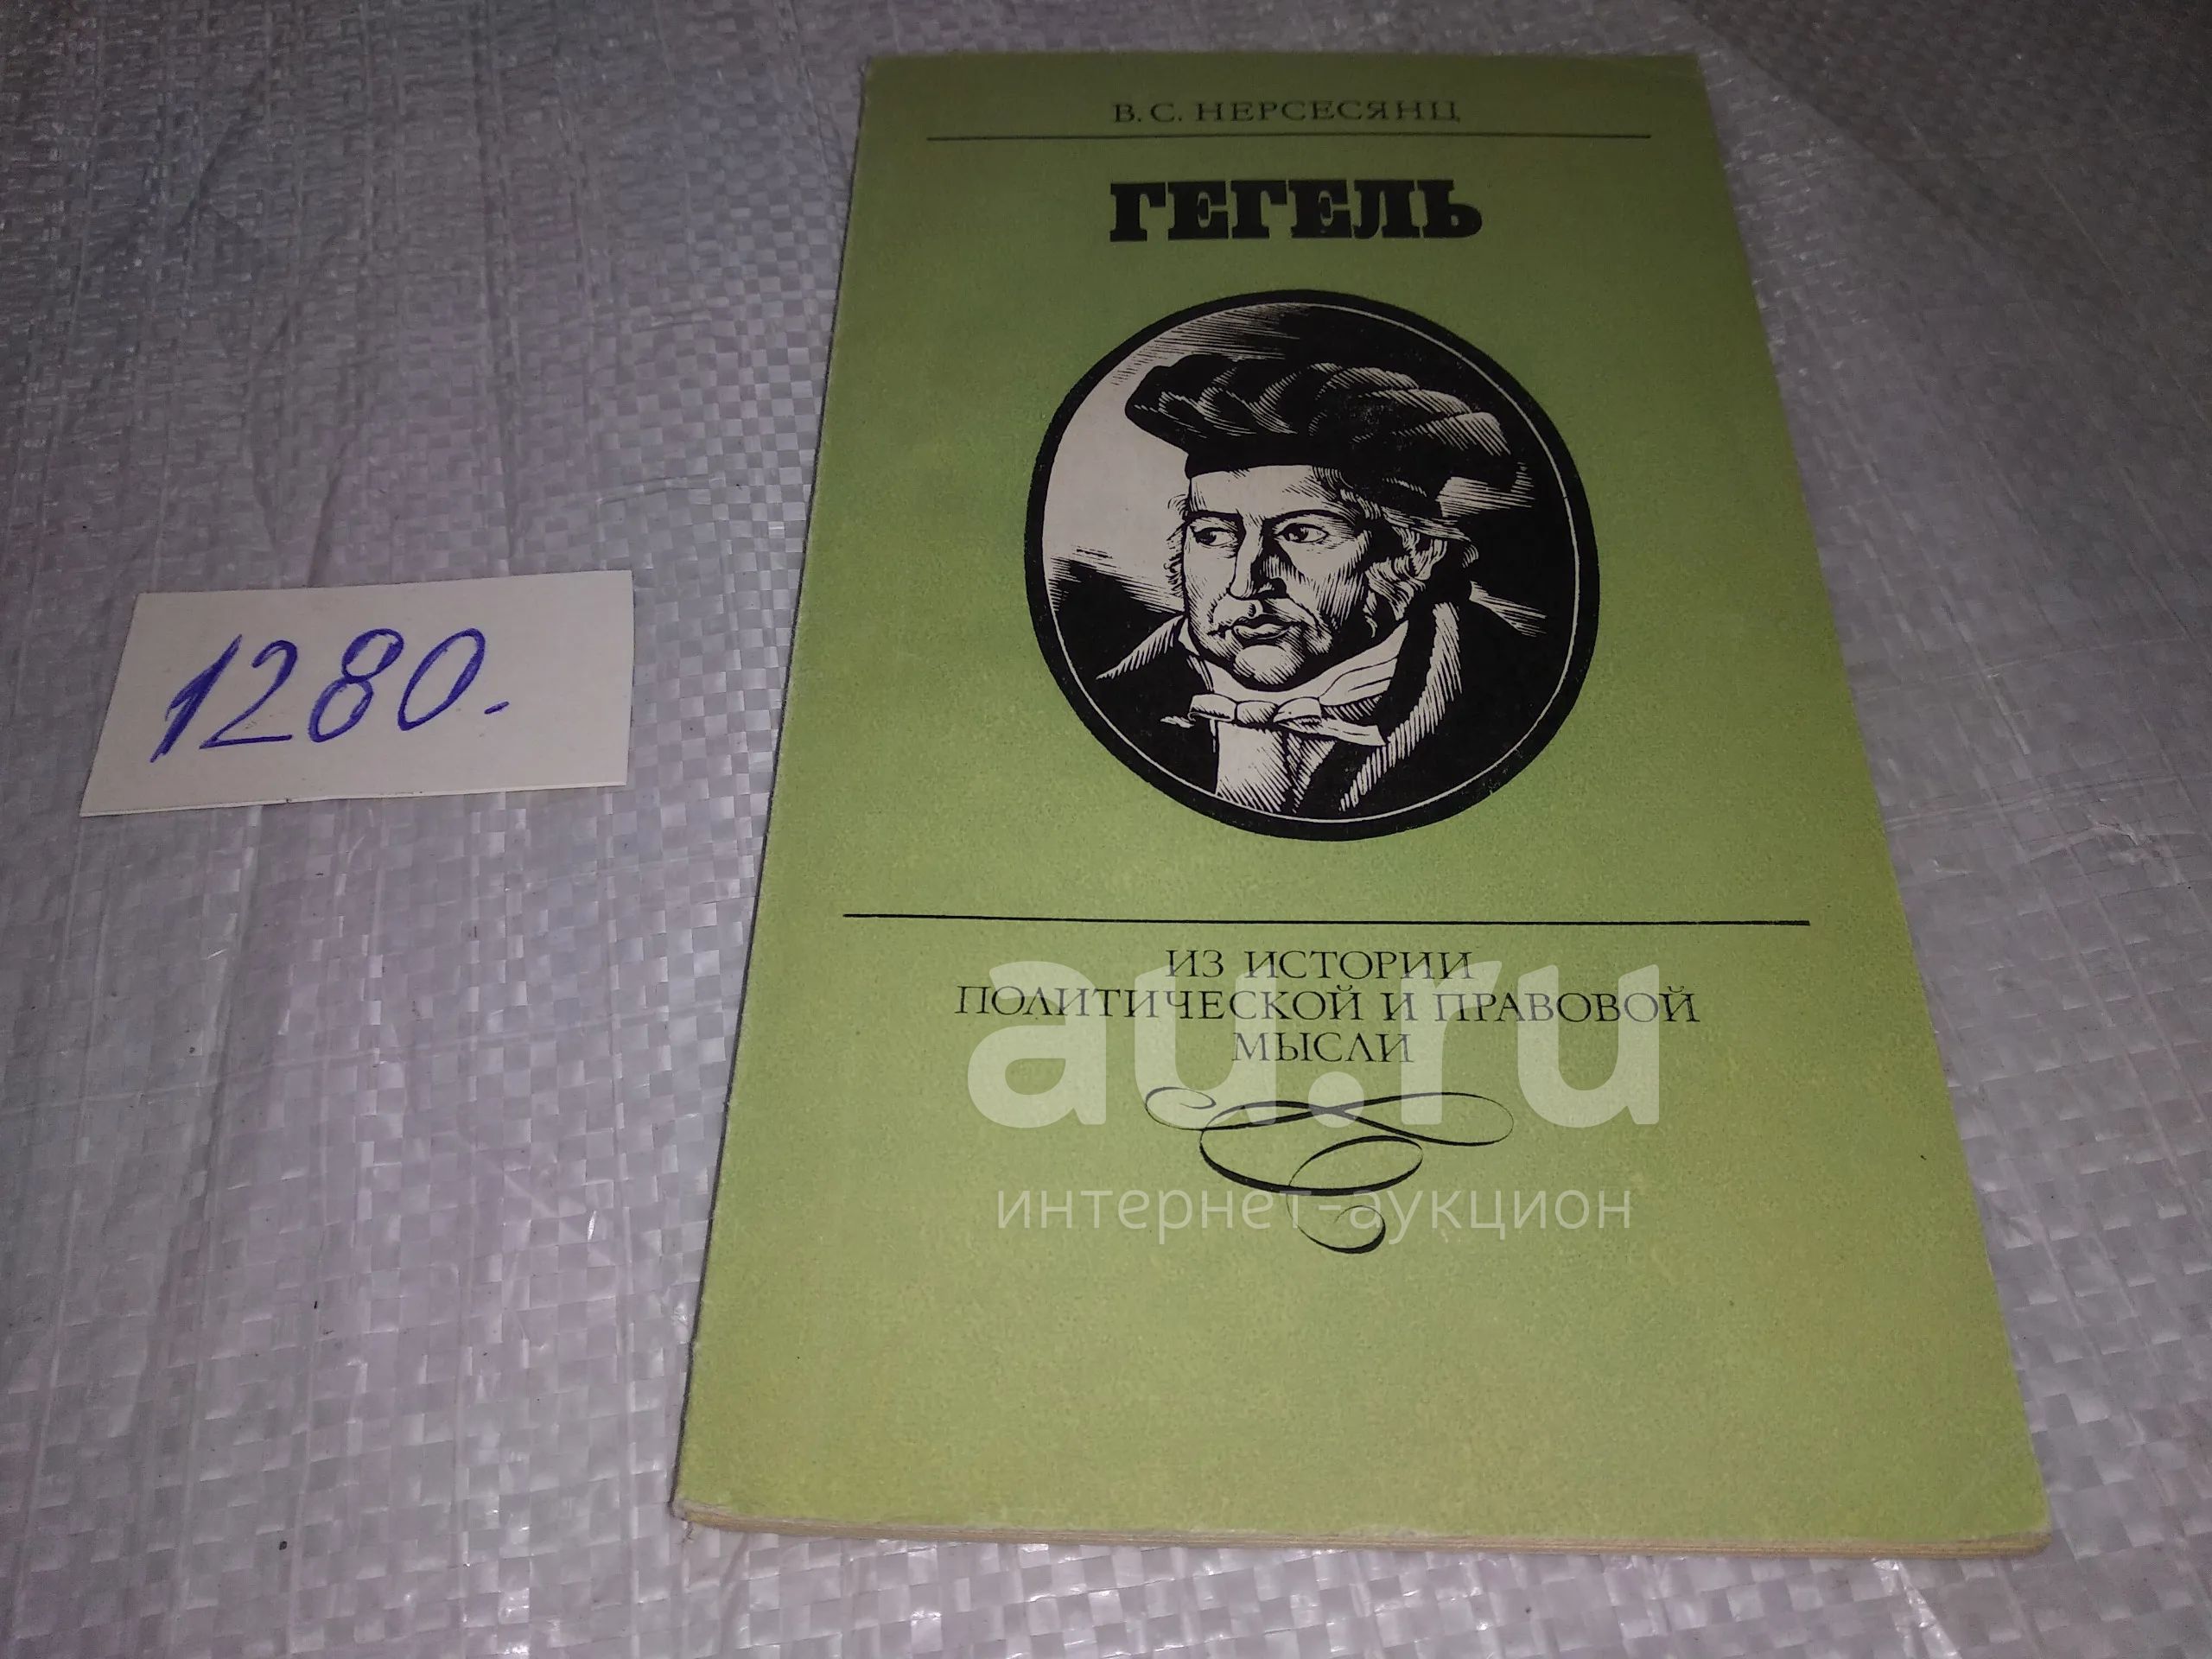 В. С. НЕРСЕСЯНЦ
ГЕГЕЛЬ
1280.
ИЗ ИСТОРИИ
ПОЛИТИЧЕСКОЙ И ПРАВОВОЙ
МЫСЛИ
au.ru
интернет-аукцион